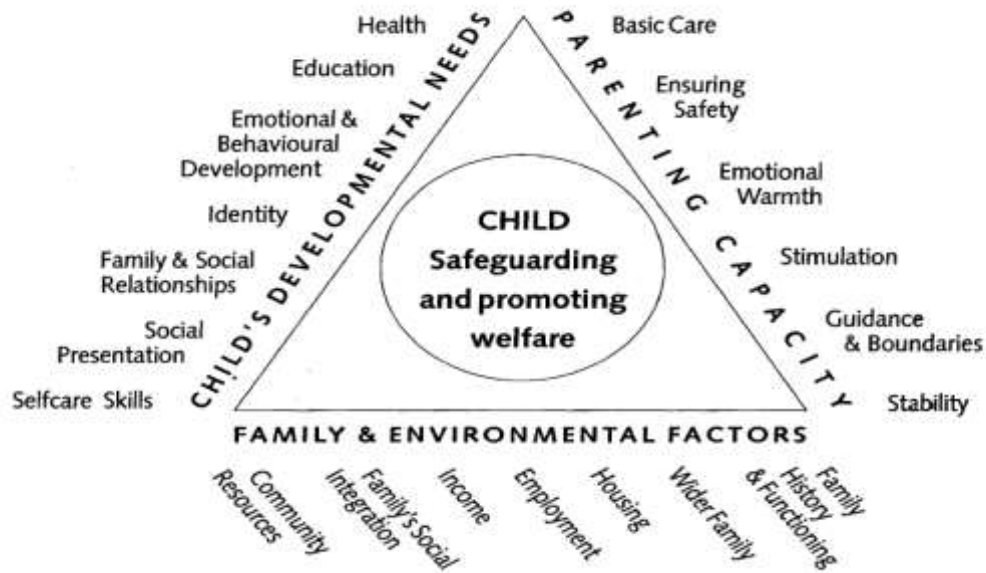 Health
Education
Emotional &
Behavioural
Development
Identity
Family & Social
Relationships
Social
Presentation
Selfcare Skills
CHILD'S DEVELOPMENTAL NEEDS
CHILD
Safeguarding
and promoting
welfare
PARENTING CAPACITY
Basic Care
Ensuring
Safety
Emotional
Warmth
Stimulation
Guidance
& Boundaries
Stability
FAMILY & ENVIRONMENTAL FACTORS
Community
Resources
Family's Social
Integration
Income
Employment
Housing
Wider Family
Family
History
& Functioning